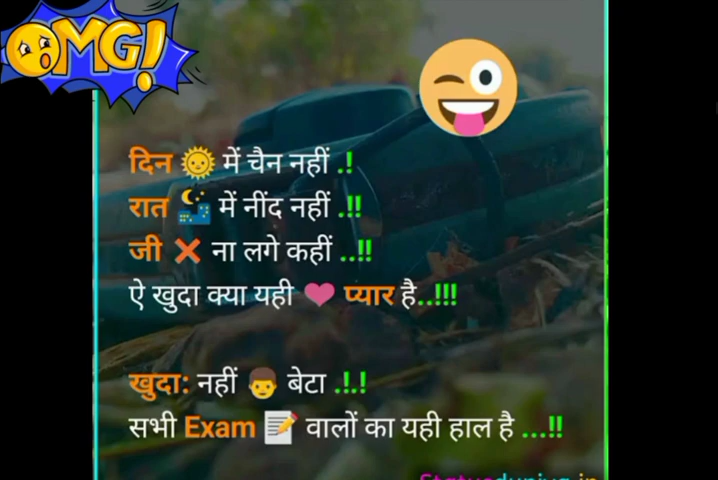 OMG!
दिन में चैन नहीं .!
रात में नींद नहीं .!!
जी ❌ ना लगे कहीं ..!!
ऐ खुदा क्या यही ❤ प्यार है..!!!
खुदा: नहीं 👨 बेटा .!.!
सभी Exam 📝 वालों का यही हाल है ...!!